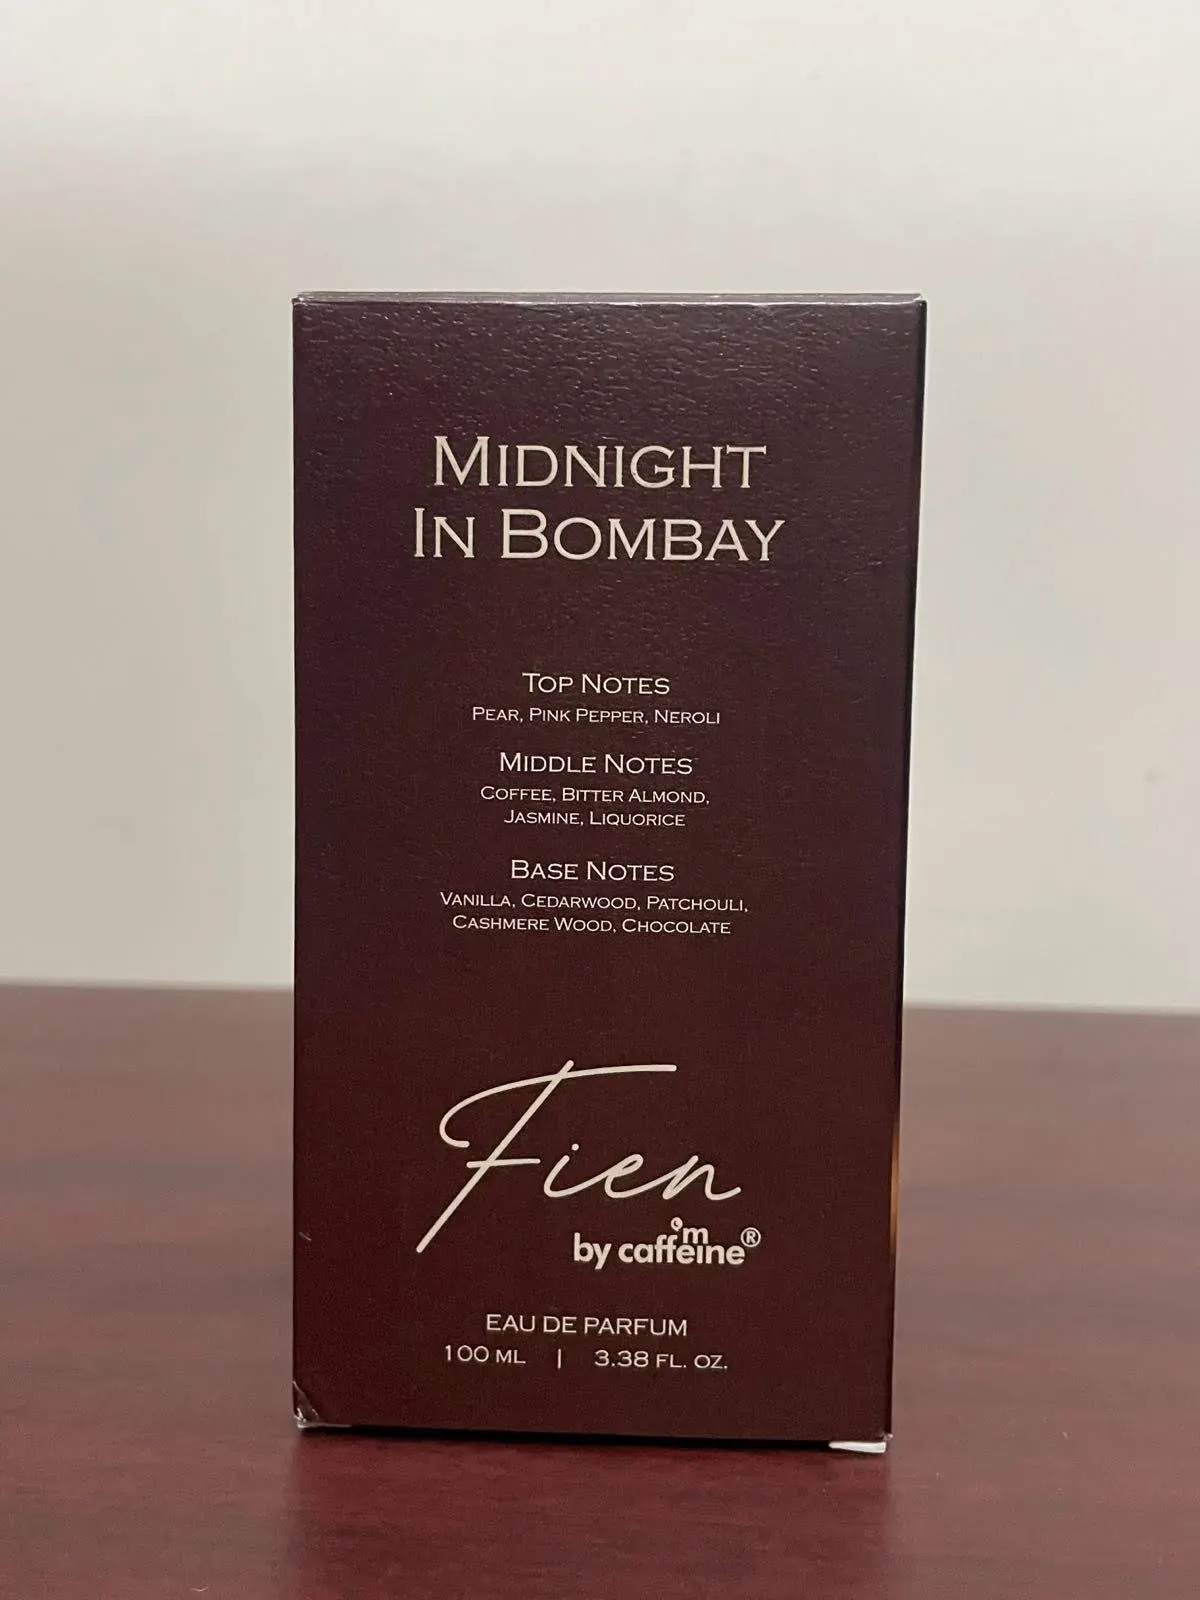 MIDNIGHT
IN BOMBAY
TOP NOTES
PEAR, PINK PEPPER, NEROLI
MIDDLE NOTES
COFFEE, BITTER ALMOND,
JASMINE, LIQUORICE
BASE NOTES
VANILLA, CEDARWOOD, PATCHOULI,
CASHMERE WOOD, CHOCOLATE
Fien
by caffeine'm®
EAU DE PARFUM
100 ML | 3.38 FL. OZ.